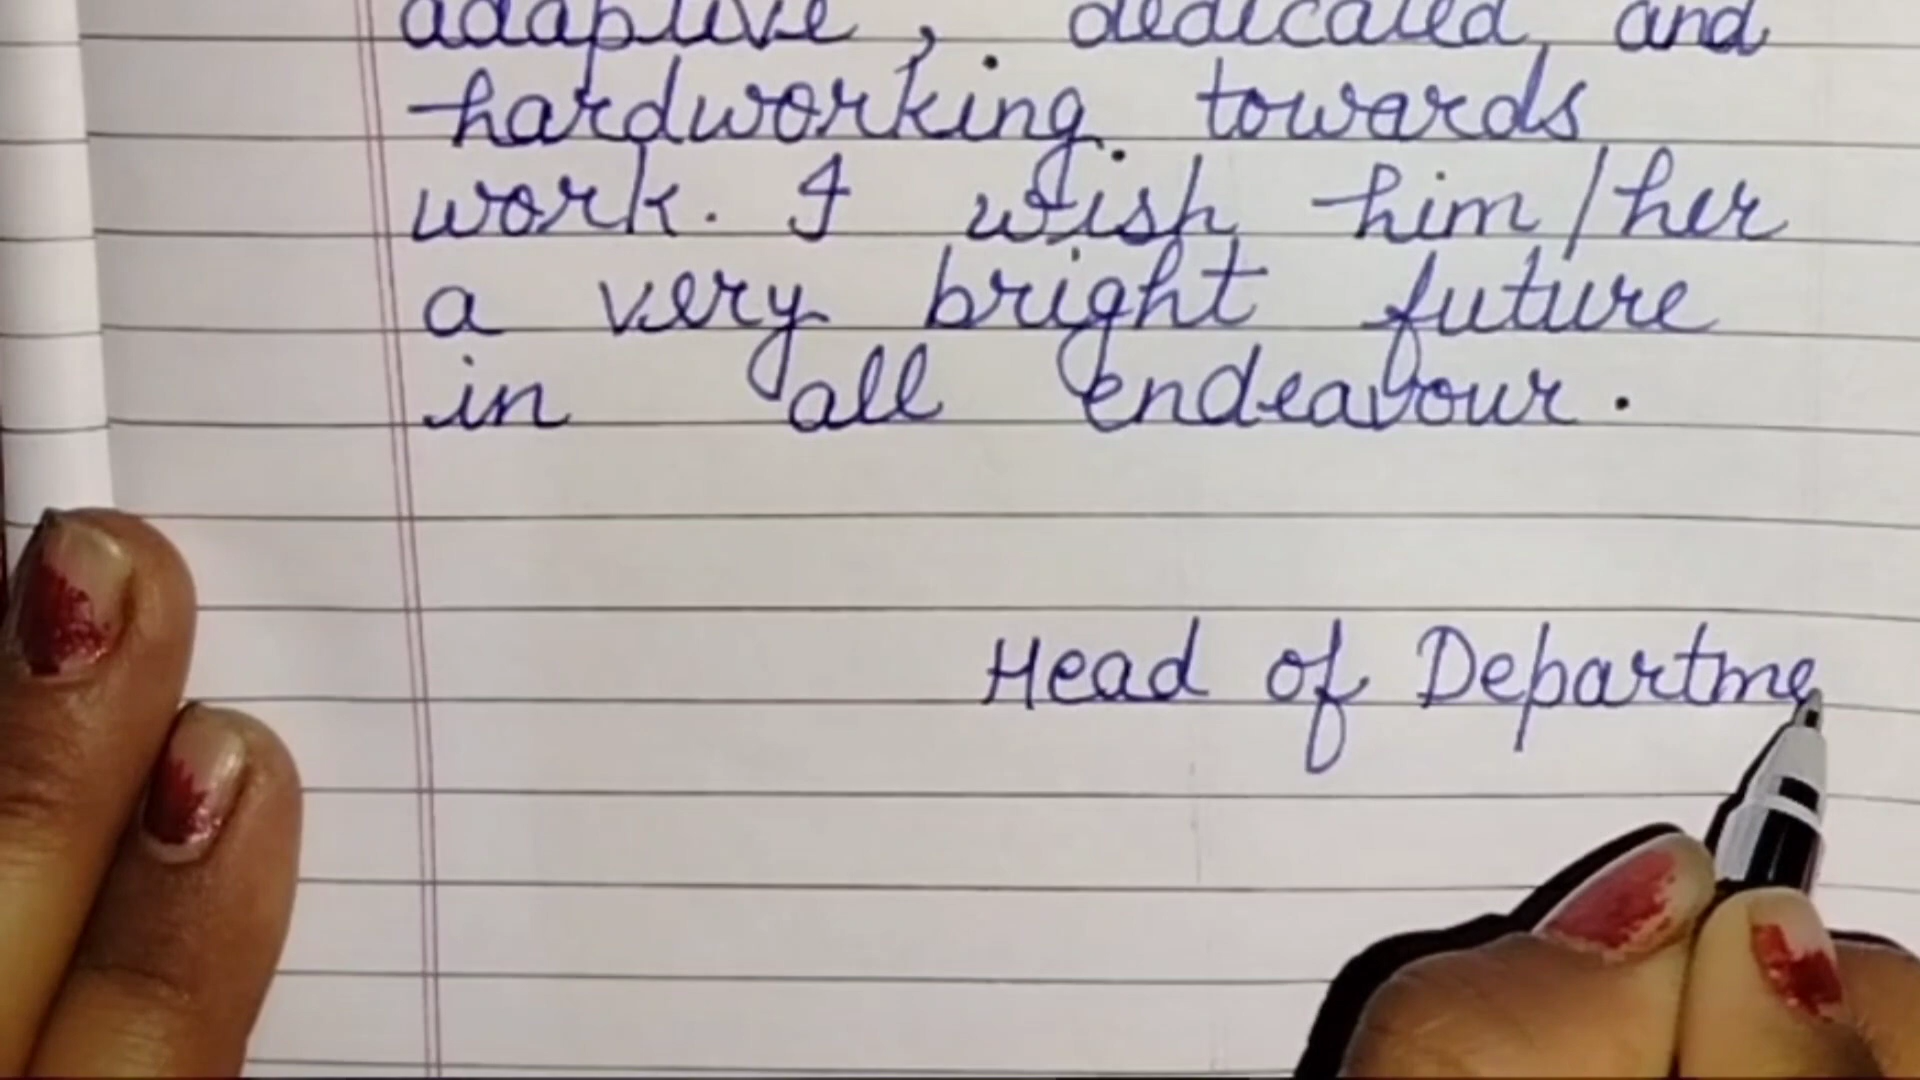 adaptive, dedicated and
hardworking towards
work. I wish him/her
a very bright future
in all endeavour.
Head of Departme